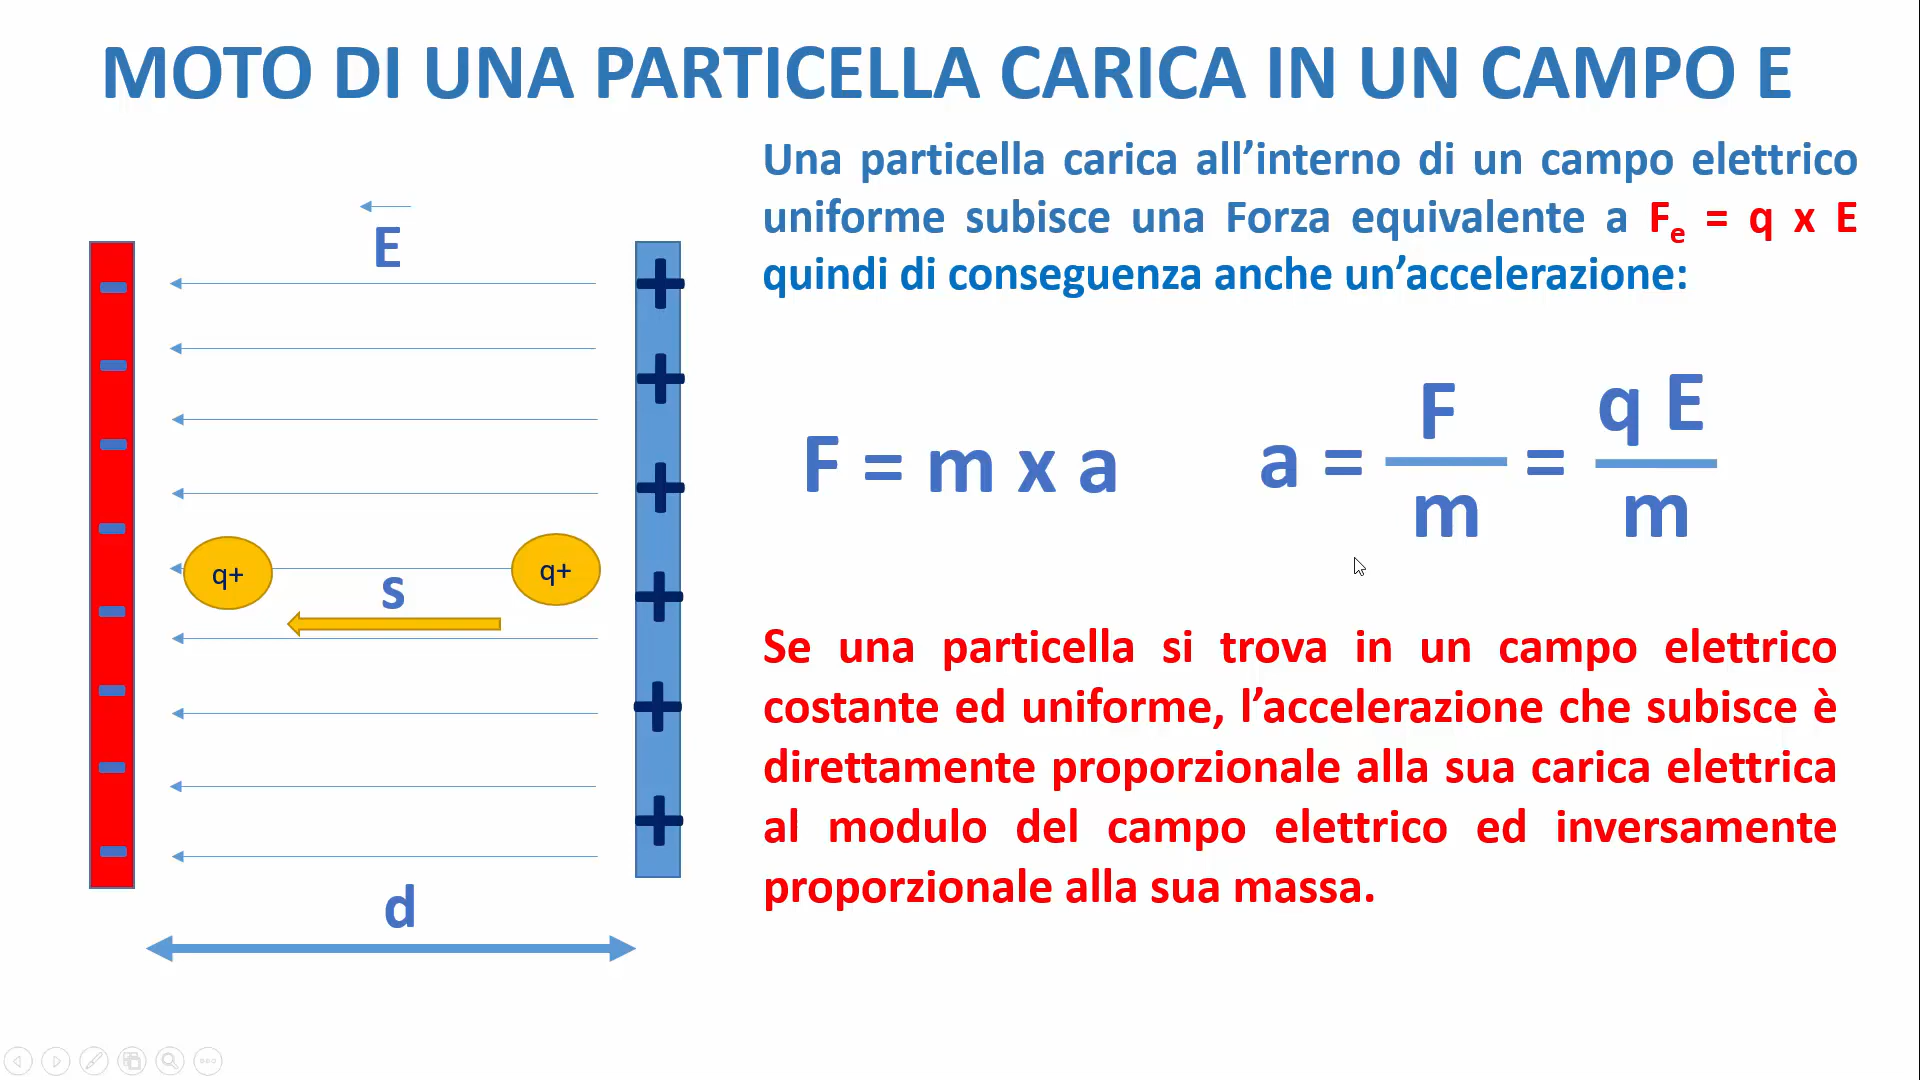 MOTO DI UNA PARTICELLA CARICA IN UN CAMPO E
Una particella carica all’interno di un campo elettrico
uniforme subisce una Forza equivalente a Fe = q x E
quindi di conseguenza anche un’accelerazione:
E
F = m x a
a = F / m = q E / m
q+
q+
s
Se una particella si trova in un campo elettrico
costante ed uniforme, l’accelerazione che subisce è
direttamente proporzionale alla sua carica elettrica
al modulo del campo elettrico ed inversamente
proporzionale alla sua massa.
d